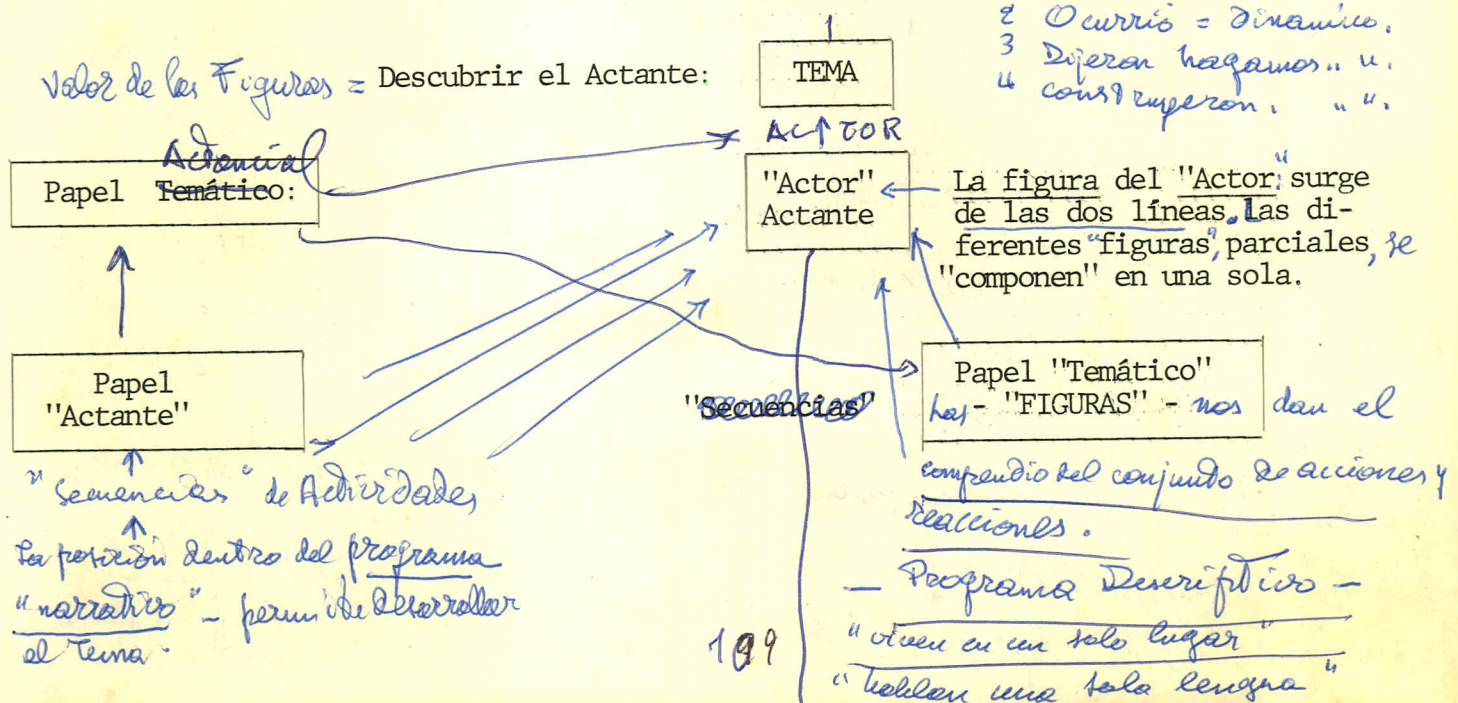 2 Ocurrió = Dinamico.
3 Dijeron hagamos " "
4 construyeron. " "
Valor de las Figuras = Descubrir el Actante:
TEMA
ACTOR
Actancial
Papel Temático:
"Actor"
Actante
La figura del "Actor" surge
de las dos líneas. Las di-
ferentes "figuras", parciales, se
"componen" en una sola.
Papel
"Actante"
"Secuencias"
Papel "Temático"
las - "FIGURAS" - nos dan el
compendio del conjunto de acciones y
reacciones.
— Programa Descriptivo —
"viven en un solo lugar"
"hablan una sola lengua"
"Secuencias" de Actividades
La posición dentro del programa
"narrativo" - permite desarrollar
el Tema.
199